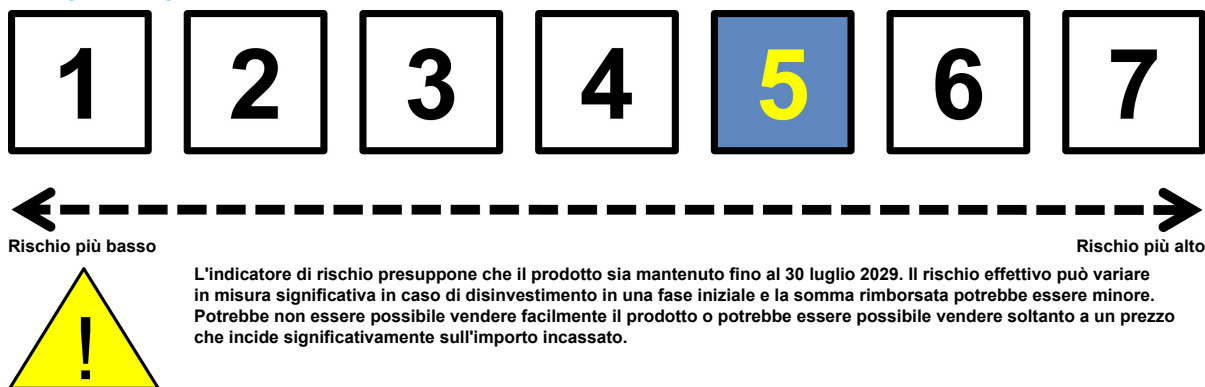 1 2 3 4 5 6 7
Rischio più basso Rischio più alto
!
L'indicatore di rischio presuppone che il prodotto sia mantenuto fino al 30 luglio 2029. Il rischio effettivo può variare
in misura significativa in caso di disinvestimento in una fase iniziale e la somma rimborsata potrebbe essere minore.
Potrebbe non essere possibile vendere facilmente il prodotto o potrebbe essere possibile vendere soltanto a un prezzo
che incide significativamente sull'importo incassato.